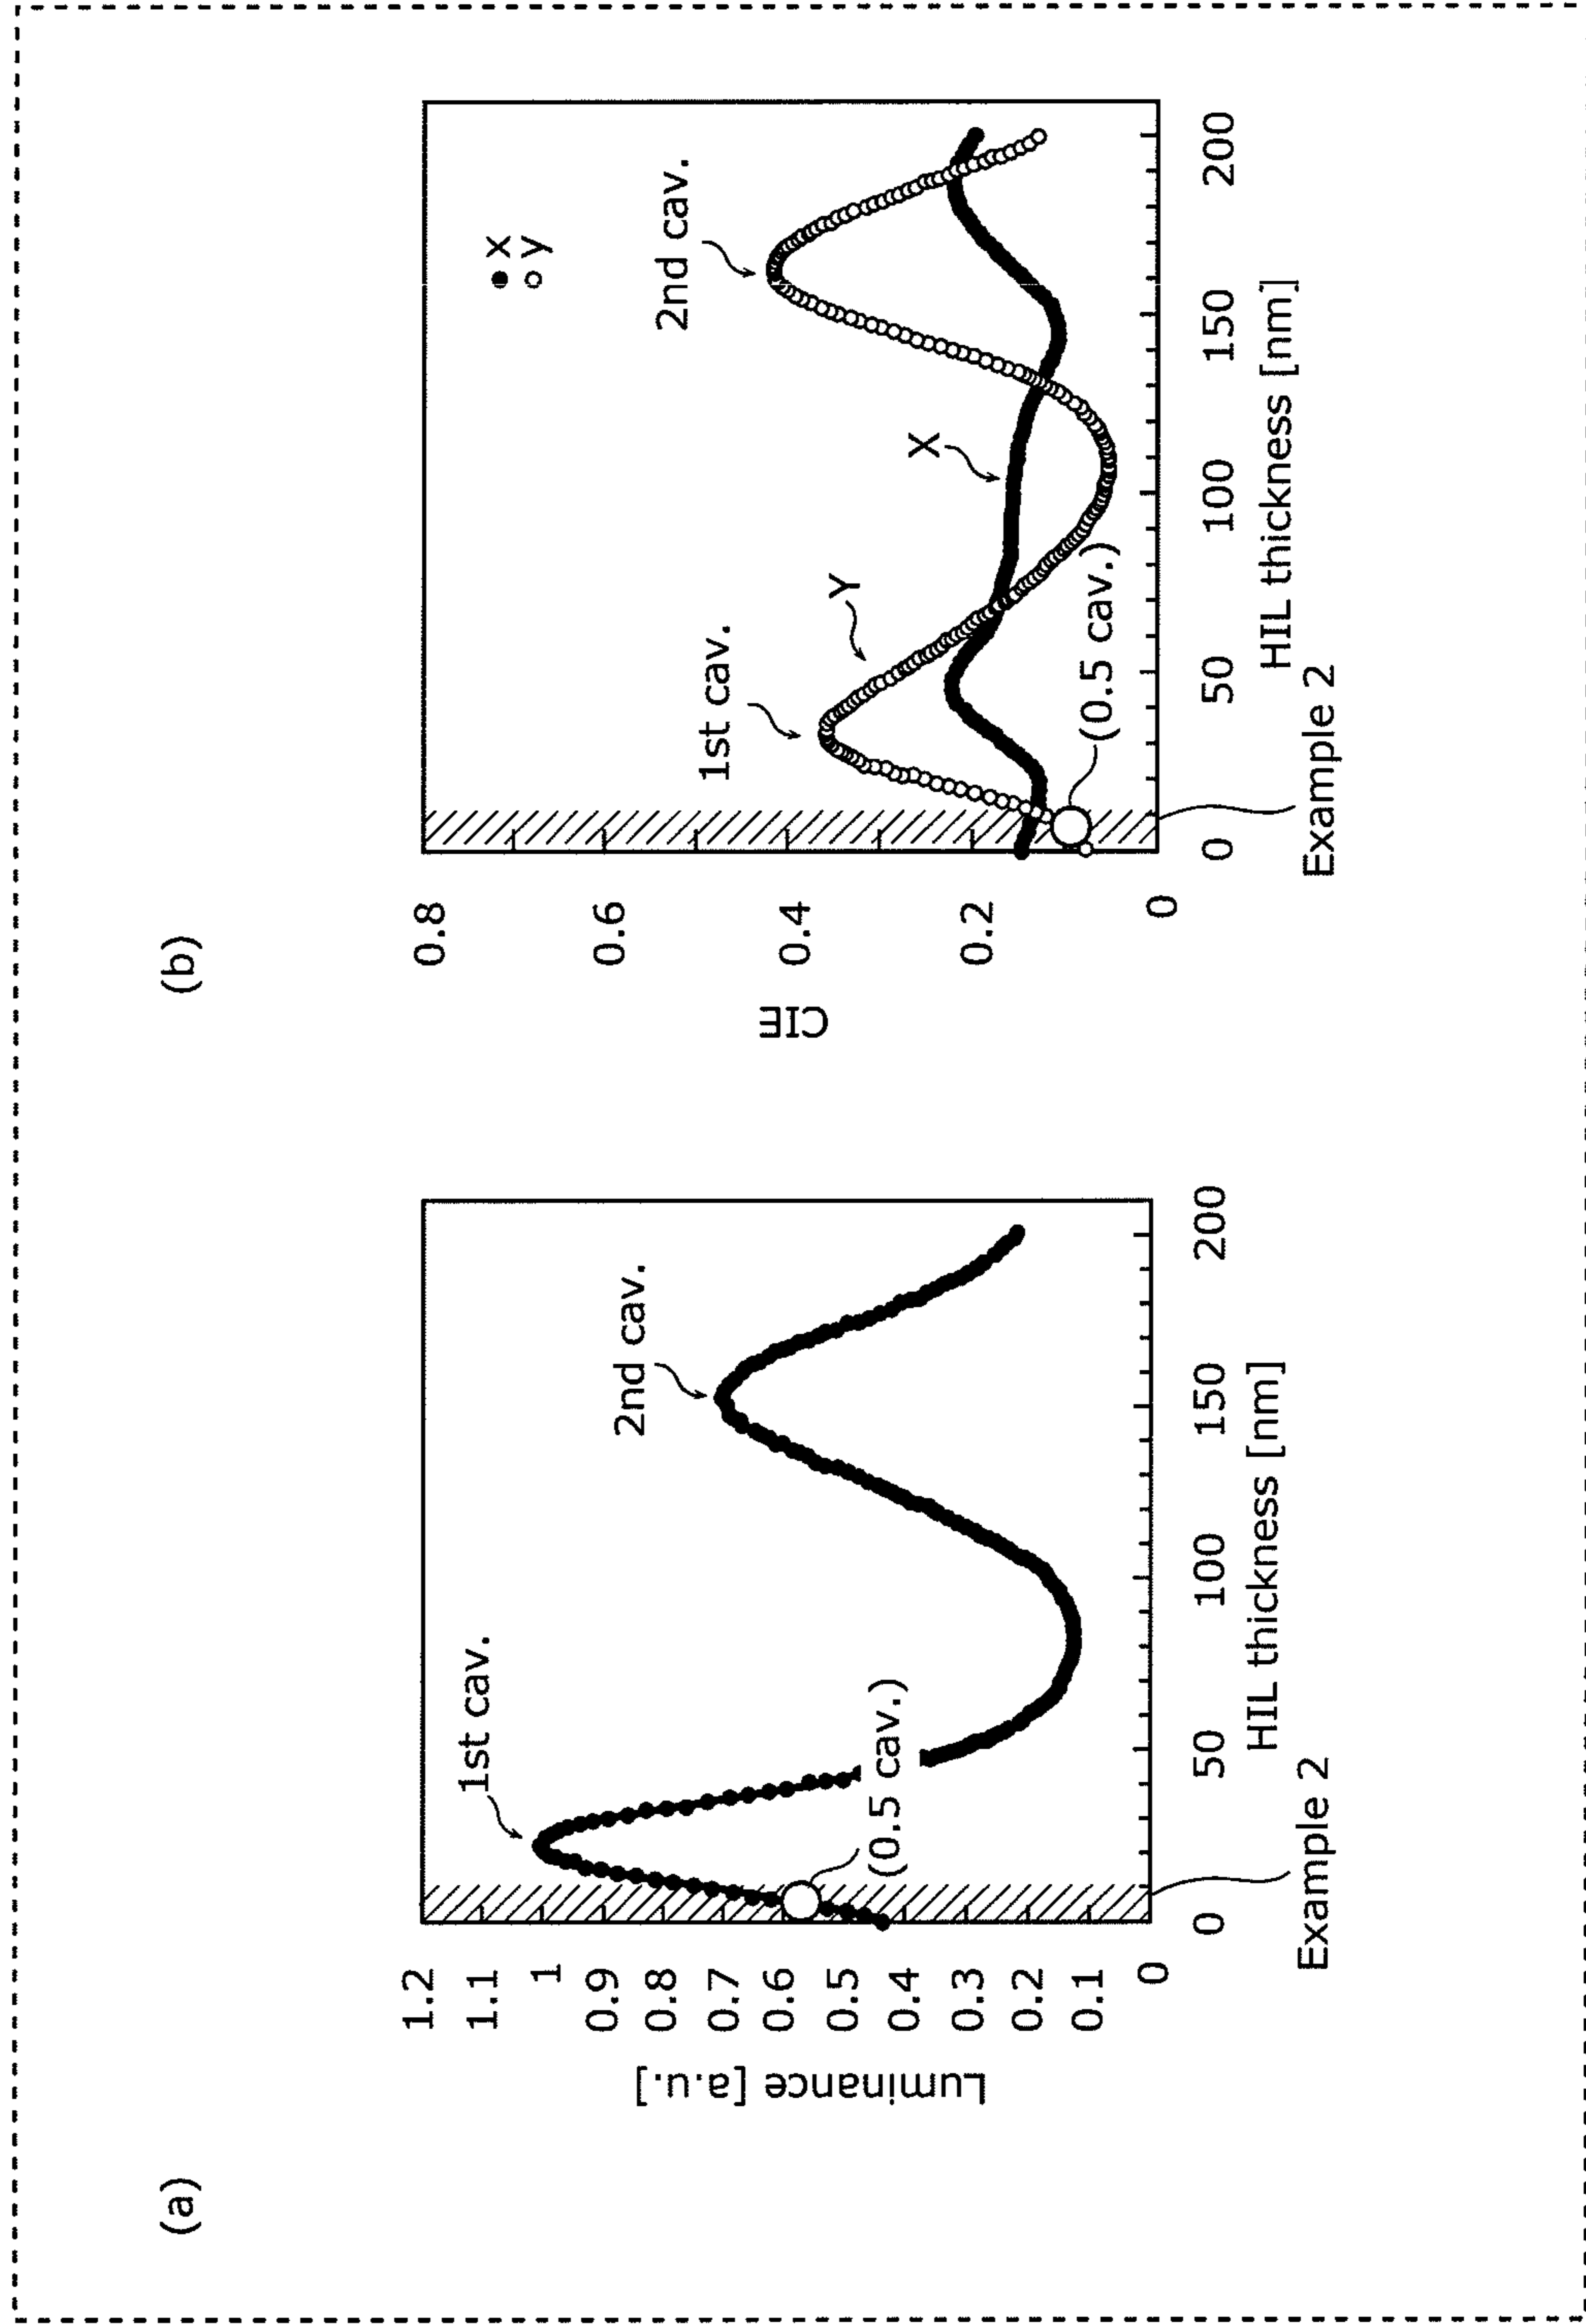 (a)
Luminance [a.u.]
1.2
1.1
1
0.9
0.8
0.7
0.6
0.5
0.4
0.3
0.2
0.1
0
1st cav.
2nd cav.
(0.5 cav.)
0 50 100 150 200
HIL thickness [nm]
Example 2
(b)
CIE
0.8
0.6
0.4
0.2
0
x
y
1st cav.
2nd cav.
Y
X
(0.5 cav.)
0 50 100 150 200
HIL thickness [nm]
Example 2